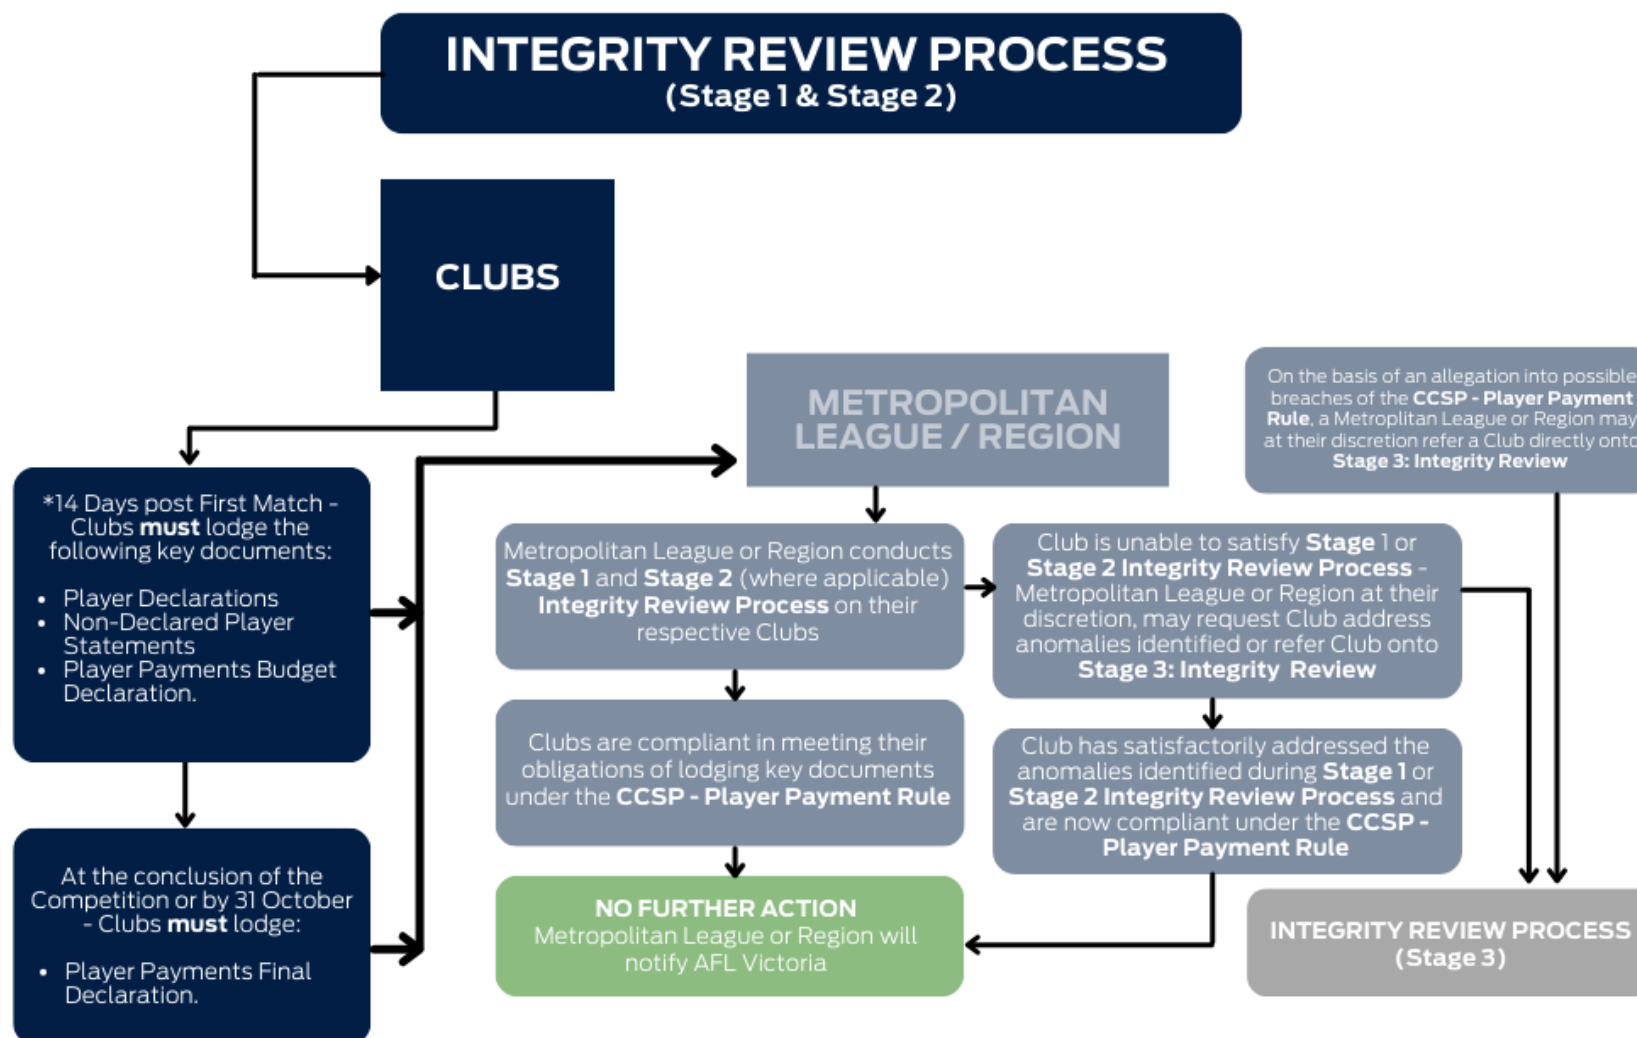 INTEGRITY REVIEW PROCESS
(Stage 1 & Stage 2)
CLUBS
METROPOLITAN
LEAGUE / REGION
On the basis of an allegation into possible
breaches of the CCSP - Player Payment
Rule, a Metroplitan League or Region may
at their discretion refer a Club directly onto
Stage 3: Integrity Review
*14 Days post First Match -
Clubs must lodge the
following key documents:
• Player Declarations
• Non-Declared Player
Statements
• Player Payments Budget
Declaration.
Metropolitan League or Region conducts
Stage 1 and Stage 2 (where applicable)
Integrity Review Process on their
respective Clubs
Club is unable to satisfy Stage 1 or
Stage 2 Integrity Review Process -
Metropolitan League or Region at their
discretion, may request Club address
anomalies identified or refer Club onto
Stage 3: Integrity Review
Clubs are compliant in meeting their
obligations of lodging key documents
under the CCSP - Player Payment Rule
Club has satisfactorily addressed the
anomalies identified during Stage 1 or
Stage 2 Integrity Review Process and
are now compliant under the CCSP -
Player Payment Rule
At the conclusion of the
Competition or by 31 October
- Clubs must lodge:
• Player Payments Final
Declaration.
NO FURTHER ACTION
Metropolitan League or Region will
notify AFL Victoria
INTEGRITY REVIEW PROCESS
(Stage 3)